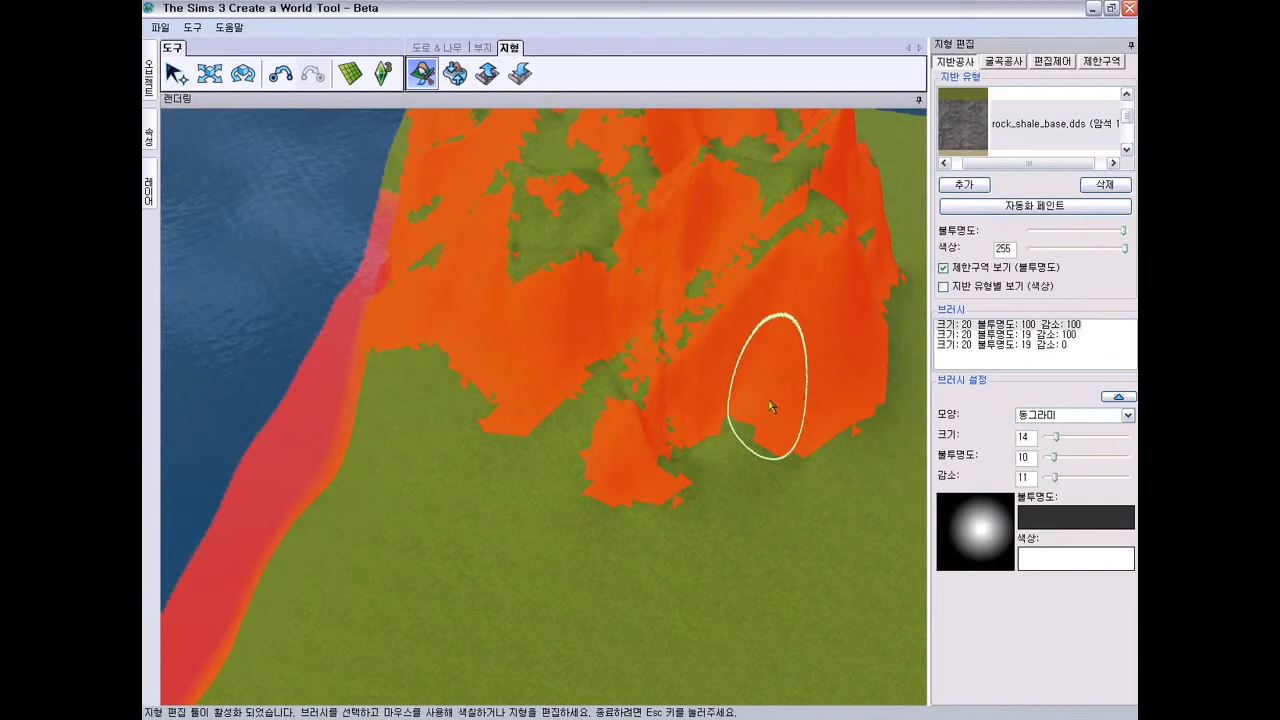 The Sims 3 Create a World Tool - Beta
파일 도구 도움말
도구
도로 & 나무 부지 지형
오브젝트
속성
레이어
랜더링
지형 편집
지반공사 굴곡공사 편집제어 제한구역
지반 유형
rock_shale_base.dds (암석 1
추가 삭제
자동화 페인트
불투명도:
색상: 255
제한구역 보기 (불투명도)
지반 유형별 보기 (색상)
브러시
크기: 20 불투명도: 100 감소: 100
크기: 20 불투명도: 19 감소: 100
크기: 20 불투명도: 19 감소: 0
브러시 설정
모양: 동그라미
크기: 14
불투명도: 10
감소: 11
불투명도:
색상:
지형 편집 툴이 활성화 되었습니다. 브러시를 선택하고 마우스를 사용해 색칠하거나 지형을 편집하세요. 종료하려면 Esc 키를 눌러주세요.